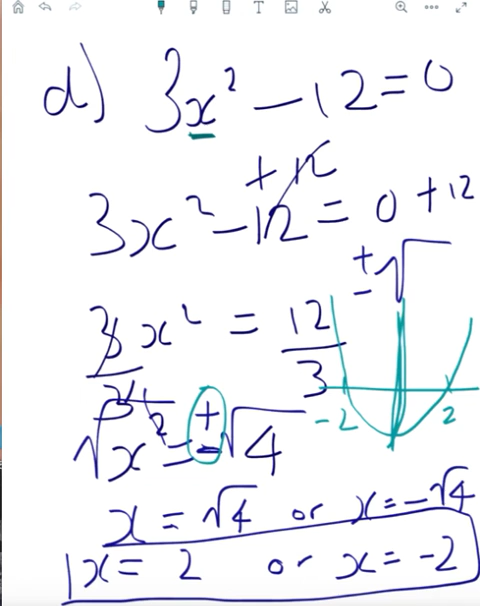 d) 3x² - 12 = 0
+ 12
3x² - 12 = 0 + 12
± √
3x² = 12
3 3
-2 2
√x² = ± √4
x = √4 or x = -√4
x = 2 or x = -2